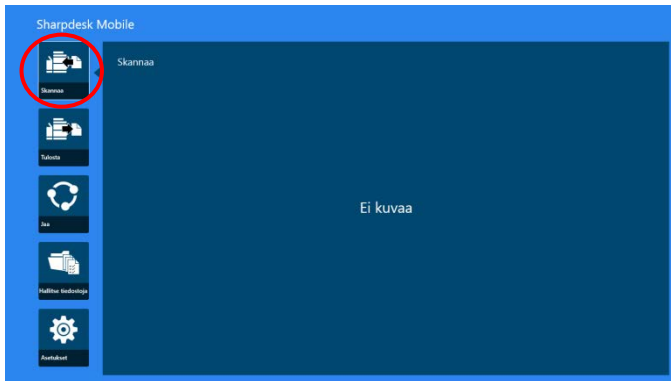 Sharpdesk Mobile
Skannaa
Skannaa
Tulosta
Jaa
Ei kuvaa
Hallitse tiedostoja
Asetukset